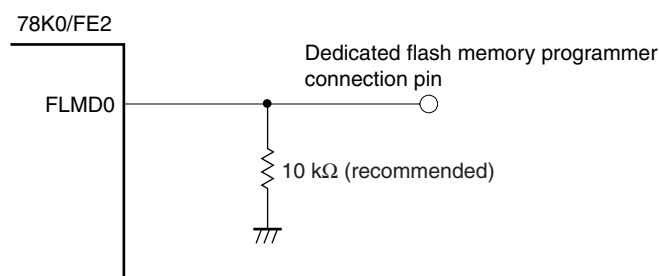 78K0/FE2
Dedicated flash memory programmer
connection pin
FLMD0
10 kΩ (recommended)